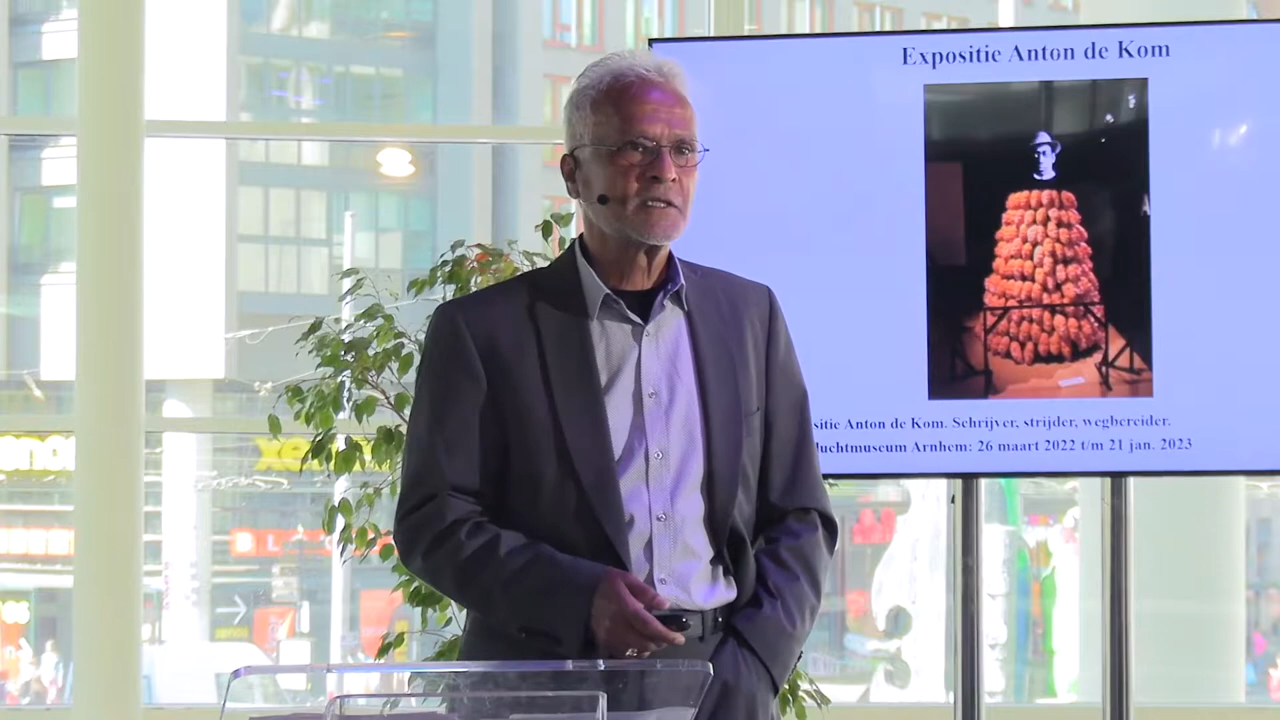 Expositie Anton de Kom
sitie Anton de Kom. Schrijver, strijder, wegbereider.
luchtmuseum Arnhem: 26 maart 2022 t/m 21 jan. 2023
xenos